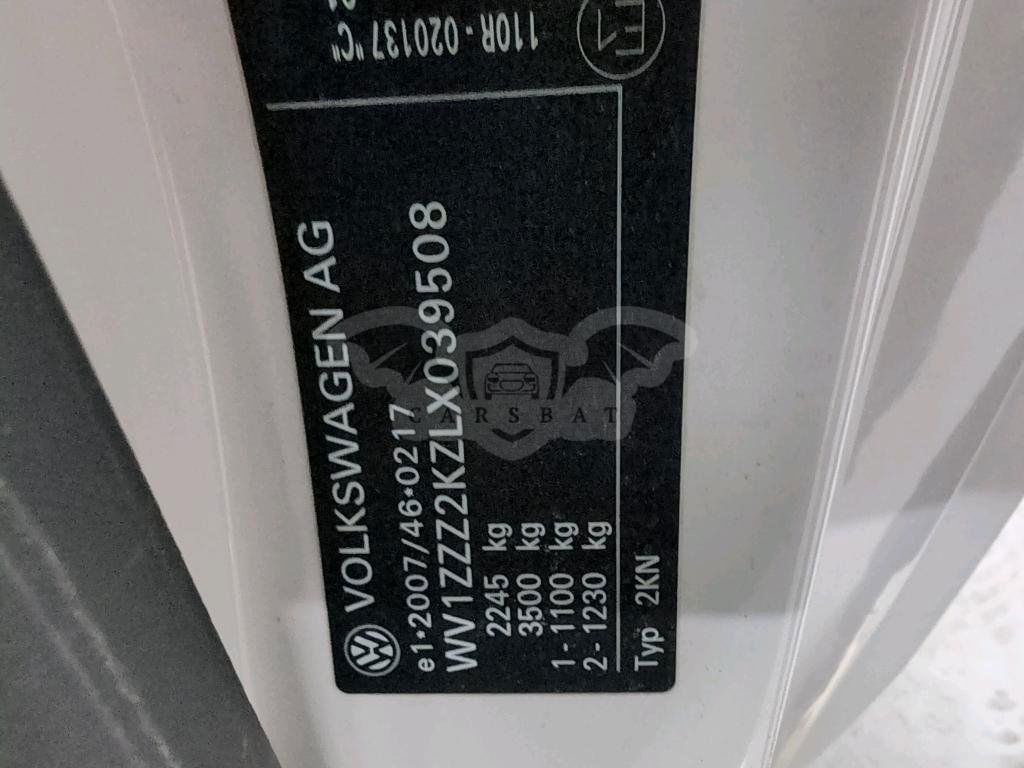 VOLKSWAGEN AG
e1*2007/46*0217
WV1ZZZ2KZLX039508
2245 kg
3500 kg
1- 1100 kg
2- 1230 kg
Typ 2KN
110R - 020137 "C"
E1
CARSBAT